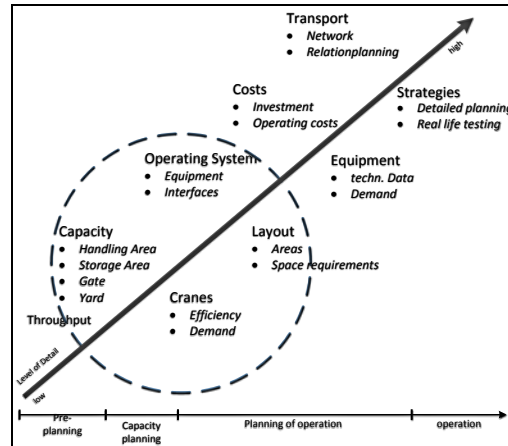 Transport
• Network
• Relationplanning
high
Costs
• Investment
• Operating costs
Strategies
• Detailed planning
• Real life testing
Operating System
• Equipment
• Interfaces
Equipment
• techn. Data
• Demand
Capacity
• Handling Area
• Storage Area
• Gate
• Yard
Layout
• Areas
• Space requirements
Cranes
• Efficiency
• Demand
Throughput
Level of Detail
low
Pre-
planning
Capacity
planning
Planning of operation
operation